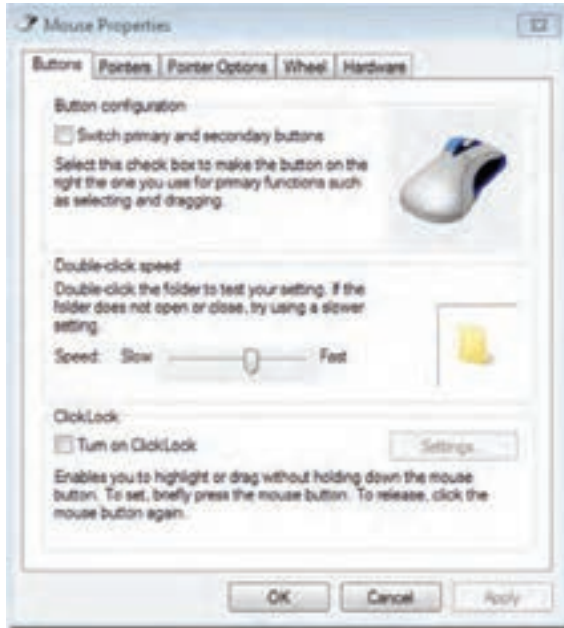 Mouse Properties
Buttons Pointers Pointer Options Wheel Hardware
Button configuration
Switch primary and secondary buttons
Select this check box to make the button on the
right the one you use for primary functions such
as selecting and dragging.
Double-click speed
Double-click the folder to test your setting. If the
folder does not open or close, try using a slower
setting.
Speed: Slow Fast
ClickLock
Turn on ClickLock Settings...
Enables you to highlight or drag without holding down the mouse
button. To set, briefly press the mouse button. To release, click the
mouse button again.
OK Cancel Apply